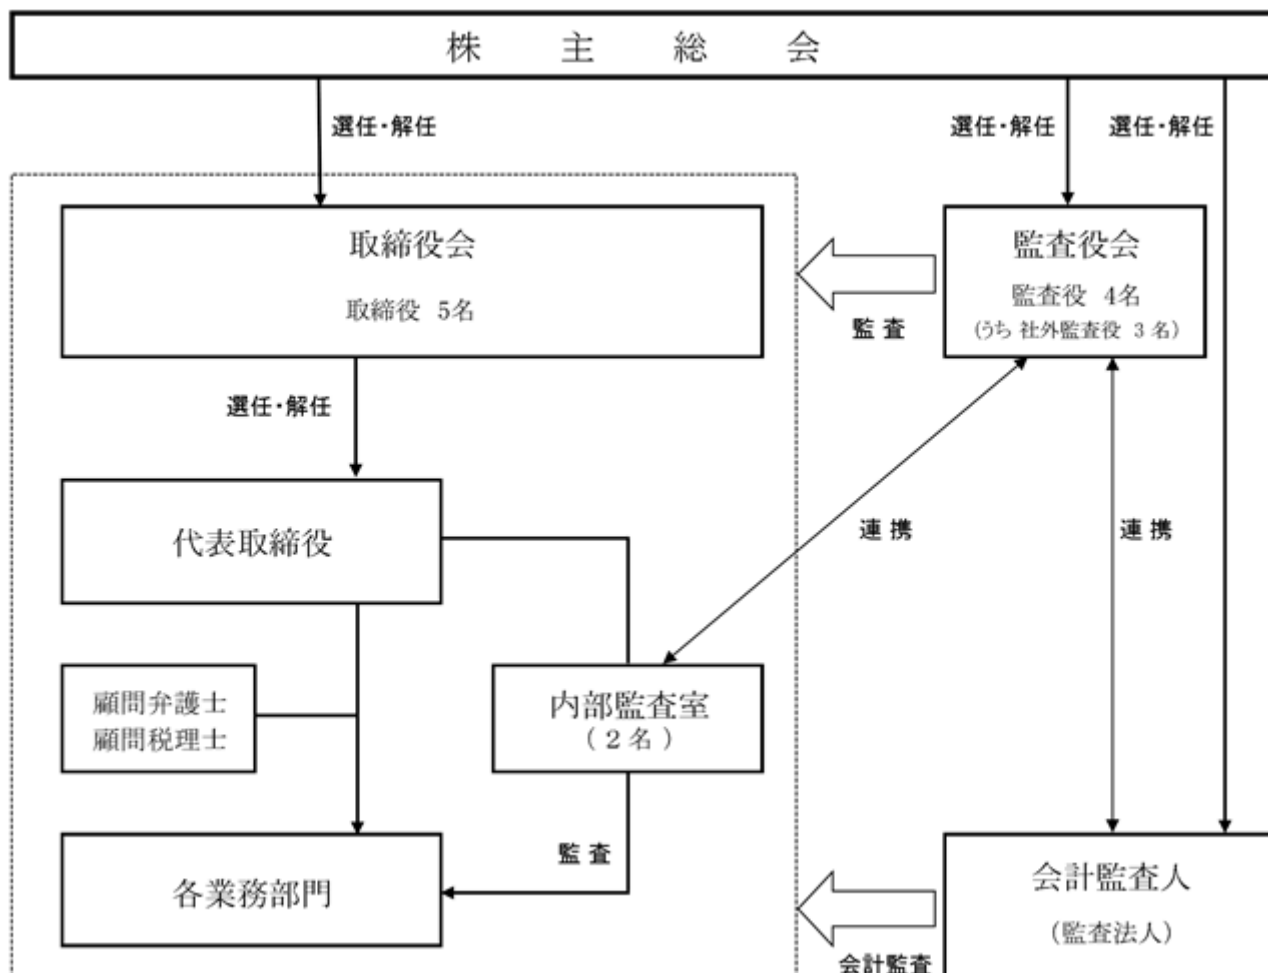 株主総会
選任・解任
選任・解任
選任・解任
取締役会
取締役 5名
監査役会
監査役 4名
(うち 社外監査役 3 名)
監 査
選任・解任
代表取締役
連 携
連 携
顧問弁護士
顧問税理士
内部監査室
( 2 名 )
監 査
各業務部門
会計監査人
(監査法人)
会計監査